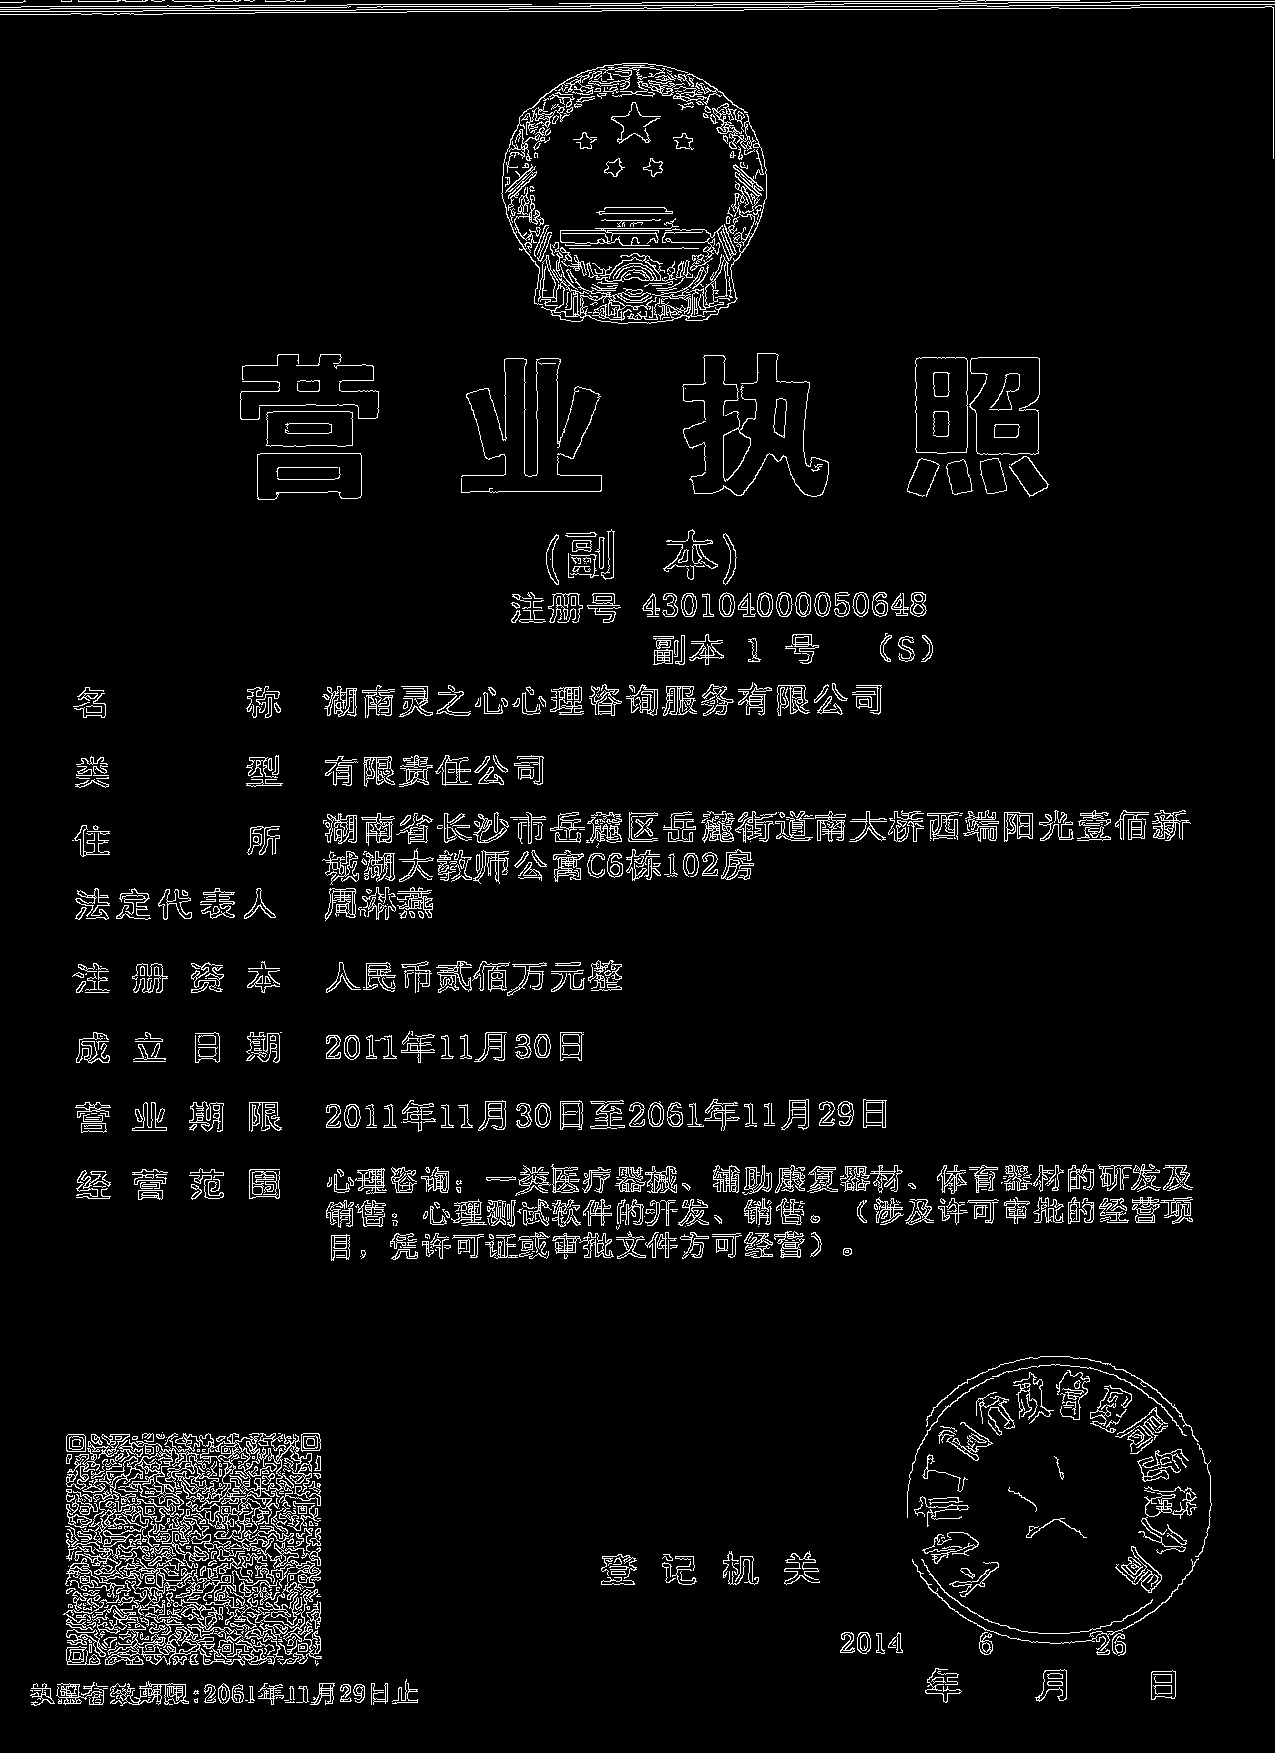 营业执照
(副 本)
注册号 430104000050648
副本 1 号 （S）
名 称 湖南灵之心心理咨询服务有限公司
类 型 有限责任公司
住 所 湖南省长沙市岳麓区岳麓街道南大桥西端阳光壹佰新
城湖大教师公寓C6栋102房
法定代表人 周淋燕
注册资本 人民币贰佰万元整
成立日期 2011年11月30日
营业期限 2011年11月30日至2061年11月29日
经营范围 心理咨询；一类医疗器械、辅助康复器材、体育器材的研发及
销售；心理测试软件的开发、销售。（涉及许可审批的经营项
目，凭许可证或审批文件方可经营）。
长沙市工商行政管理局岳麓分局
登记机关
2014 6 26
年 月 日
执照有效期限:2061年11月29日止